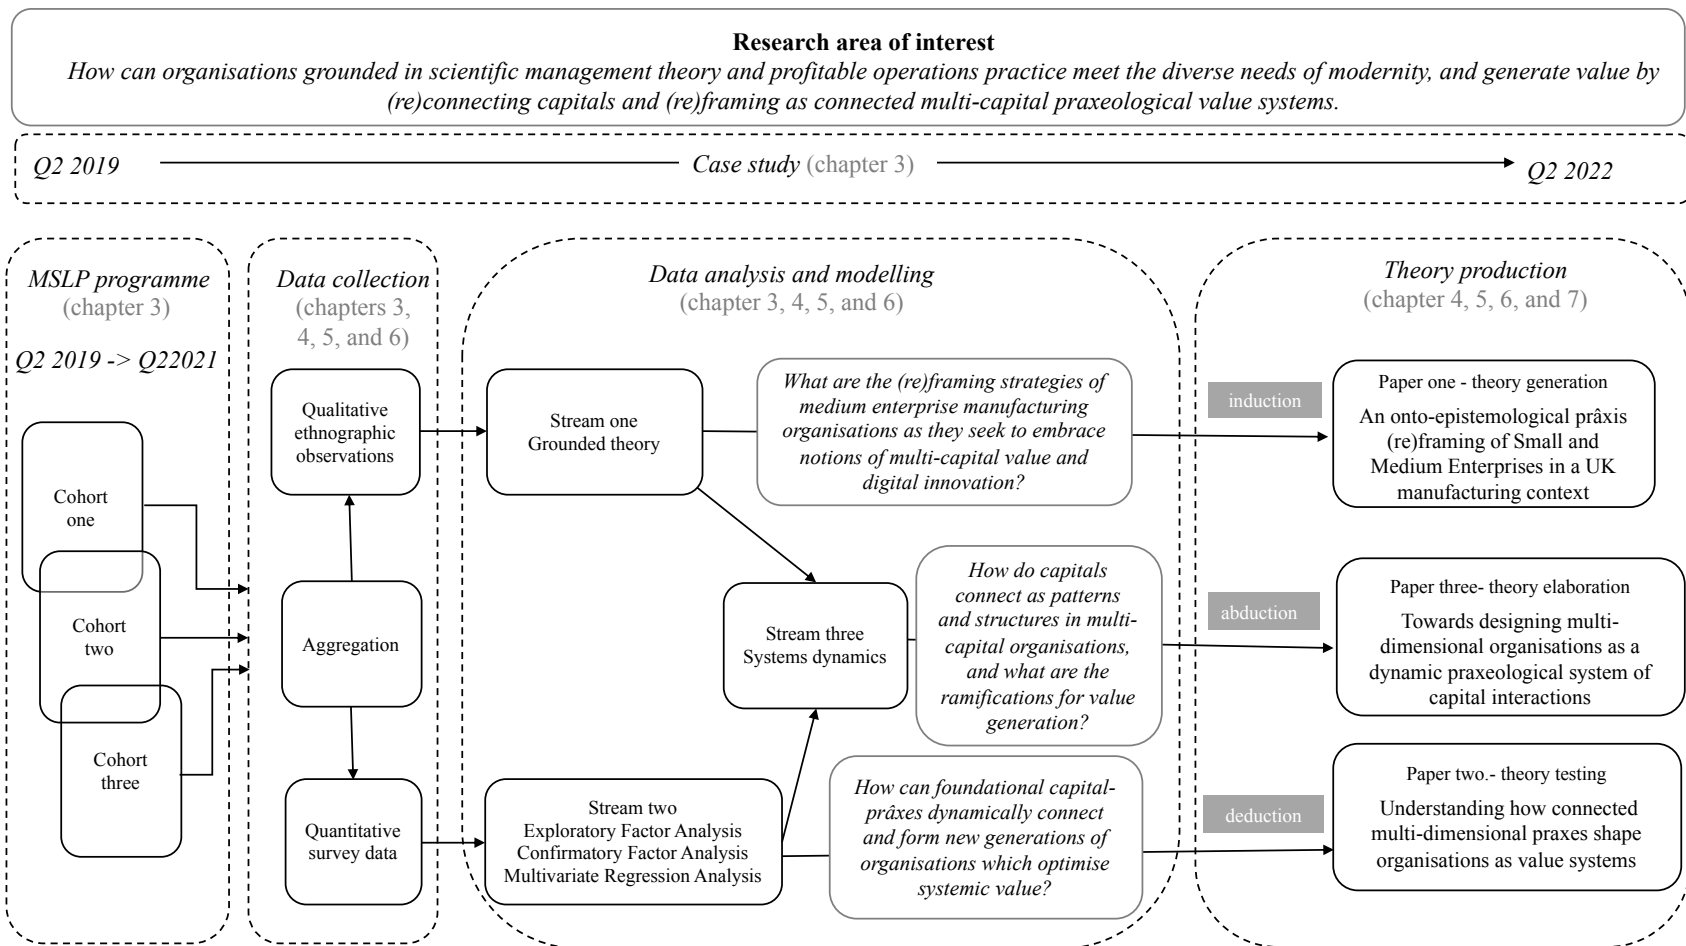 Research area of interest
How can organisations grounded in scientific management theory and profitable operations practice meet the diverse needs of modernity, and generate value by
(re)connecting capitals and (re)framing as connected multi-capital praxeological value systems.
Q2 2019
Case study (chapter 3)
Q2 2022
MSLP programme
(chapter 3)
Q2 2019 -> Q22021
Cohort
one
Cohort
two
Cohort
three
Data collection
(chapters 3,
4, 5, and 6)
Qualitative
ethnographic
observations
Aggregation
Quantitative
survey data
Data analysis and modelling
(chapter 3, 4, 5, and 6)
Stream one
Grounded theory
What are the (re)framing strategies of
medium enterprise manufacturing
organisations as they seek to embrace
notions of multi-capital value and
digital innovation?
Stream three
Systems dynamics
How do capitals
connect as patterns
and structures in multi-
capital organisations,
and what are the
ramifications for value
generation?
Stream two
Exploratory Factor Analysis
Confirmatory Factor Analysis
Multivariate Regression Analysis
How can foundational capital-
prâxes dynamically connect
and form new generations of
organisations which optimise
systemic value?
Theory production
(chapter 4, 5, 6, and 7)
induction
Paper one - theory generation
An onto-epistemological prâxis
(re)framing of Small and
Medium Enterprises in a UK
manufacturing context
abduction
Paper three- theory elaboration
Towards designing multi-
dimensional organisations as a
dynamic praxeological system of
capital interactions
deduction
Paper two.- theory testing
Understanding how connected
multi-dimensional praxes shape
organisations as value systems